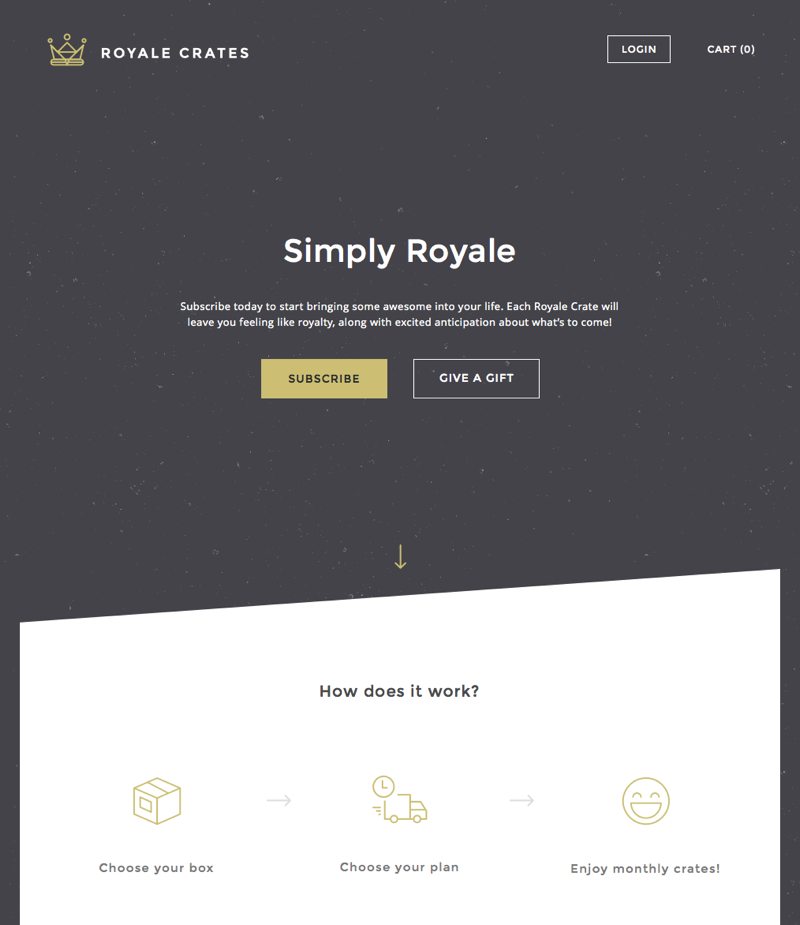 ROYALE CRATES
LOGIN
CART (0)
Simply Royale
Subscribe today to start bringing some awesome into your life. Each Royale Crate will
leave you feeling like royalty, along with excited anticipation about what's to come!
SUBSCRIBE
GIVE A GIFT
How does it work?
Choose your box
Choose your plan
Enjoy monthly crates!